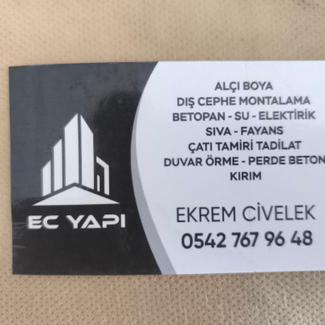 ALÇI BOYA
DIŞ CEPHE MONTALAMA
BETOPAN - SU - ELEKTİRİK
SIVA - FAYANS
ÇATI TAMİRİ TADİLAT
DUVAR ÖRME - PERDE BETON
KIRIM
EKREM CİVELEK
0542 767 96 48
EC YAPI